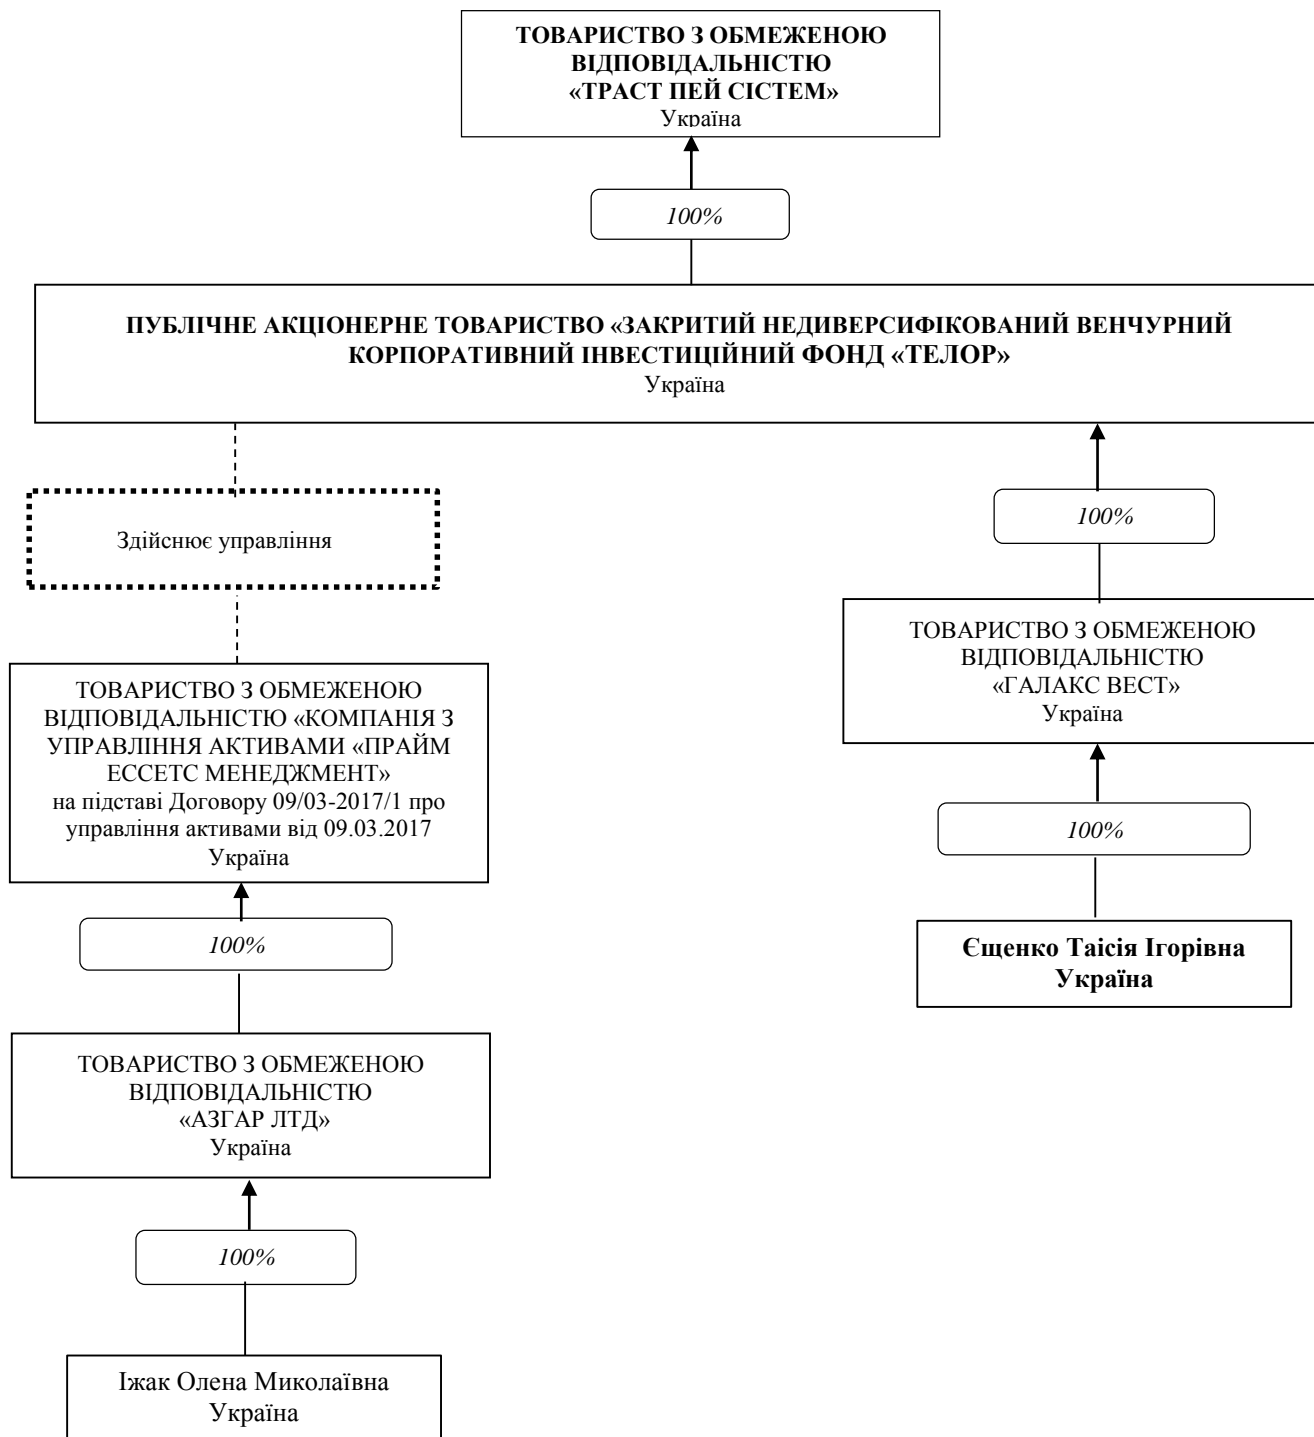 ТОВАРИСТВО З ОБМЕЖЕНОЮ
ВІДПОВІДАЛЬНІСТЮ
«ТРАСТ ПЕЙ СІСТЕМ»
Україна
100%
ПУБЛІЧНЕ АКЦІОНЕРНЕ ТОВАРИСТВО «ЗАКРИТИЙ НЕДИВЕРСИФІКОВАНИЙ ВЕНЧУРНИЙ
КОРПОРАТИВНИЙ ІНВЕСТИЦІЙНИЙ ФОНД «ТЕЛОР»
Україна
Здійснює управління
100%
ТОВАРИСТВО З ОБМЕЖЕНОЮ
ВІДПОВІДАЛЬНІСТЮ
«ГАЛАКС ВЕСТ»
Україна
ТОВАРИСТВО З ОБМЕЖЕНОЮ
ВІДПОВІДАЛЬНІСТЮ «КОМПАНІЯ З
УПРАВЛІННЯ АКТИВАМИ «ПРАЙМ
ЕССЕТС МЕНЕДЖМЕНТ»
на підставі Договору 09/03-2017/1 про
управління активами від 09.03.2017
Україна
100%
100%
Єщенко Таісія Ігорівна
Україна
ТОВАРИСТВО З ОБМЕЖЕНОЮ
ВІДПОВІДАЛЬНІСТЮ
«АЗГАР ЛТД»
Україна
100%
Іжак Олена Миколаївна
Україна